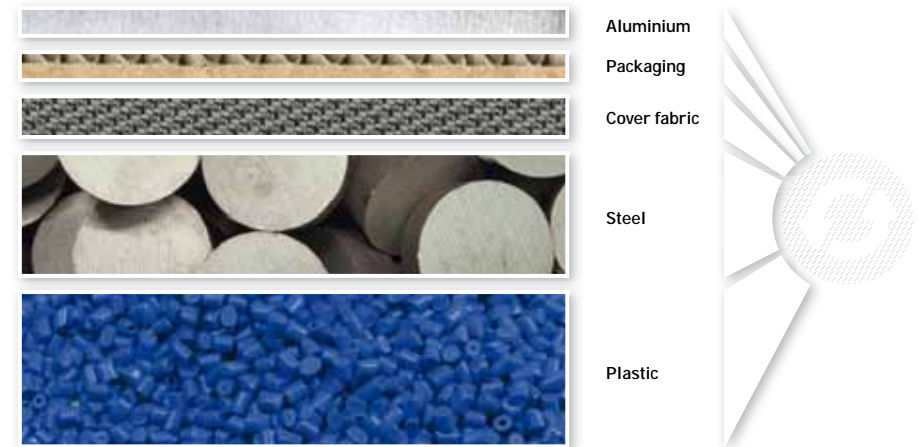 Aluminium
Packaging
Cover fabric
Steel
Plastic